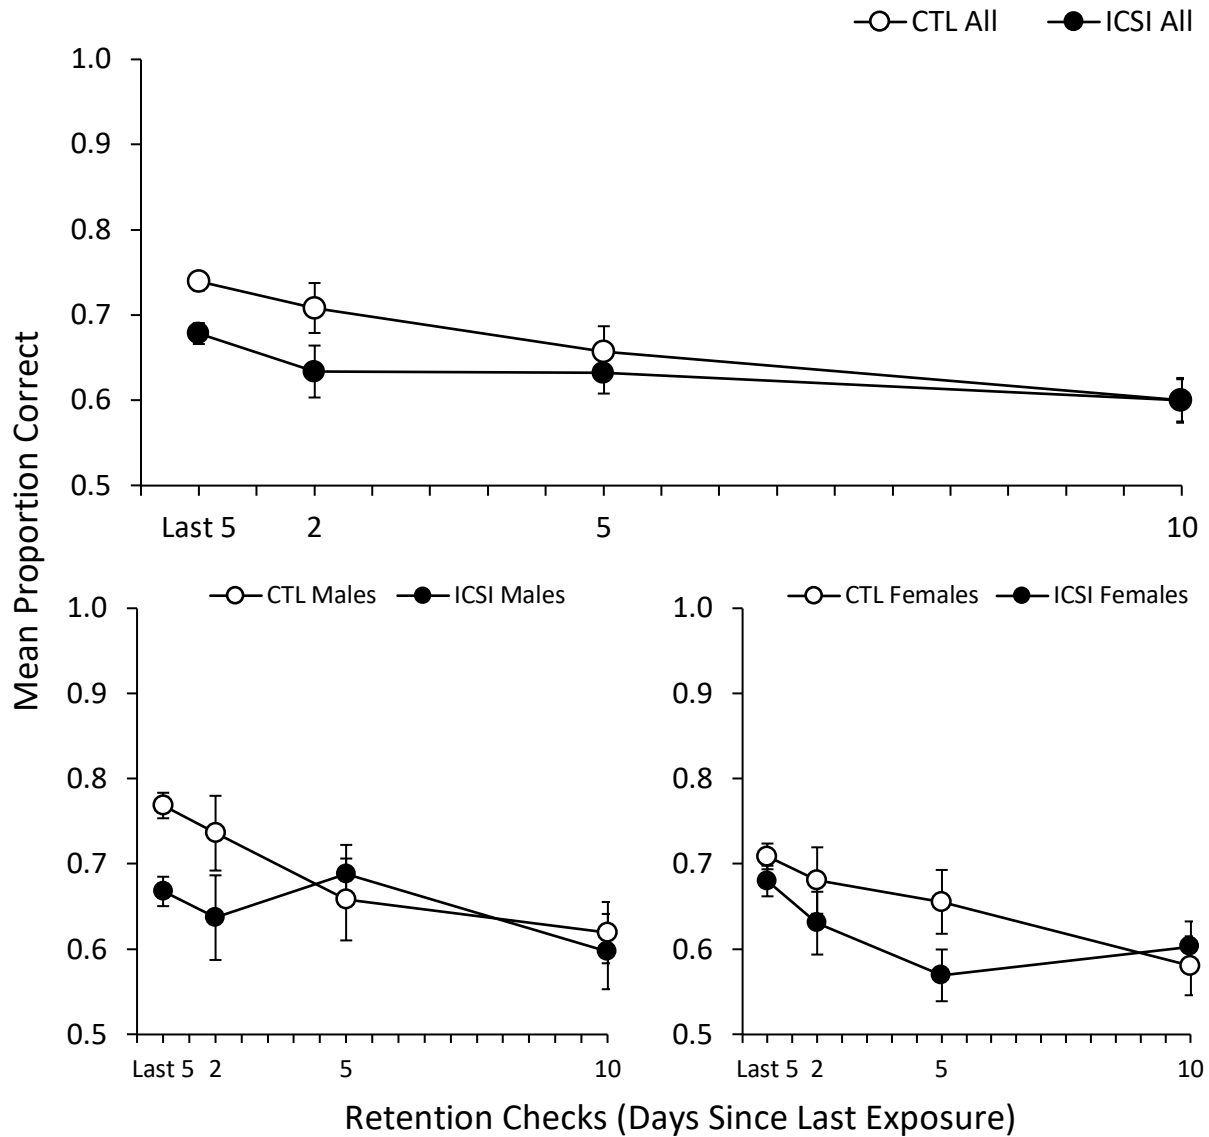 CTL All ICSI All
1.0
0.9
0.8
0.7
0.6
0.5
Last 5 2 5 10
Mean Proportion Correct
CTL Males ICSI Males
1.0
0.9
0.8
0.7
0.6
0.5
Last 5 2 5 10
CTL Females ICSI Females
1.0
0.9
0.8
0.7
0.6
0.5
Last 5 2 5 10
Retention Checks (Days Since Last Exposure)